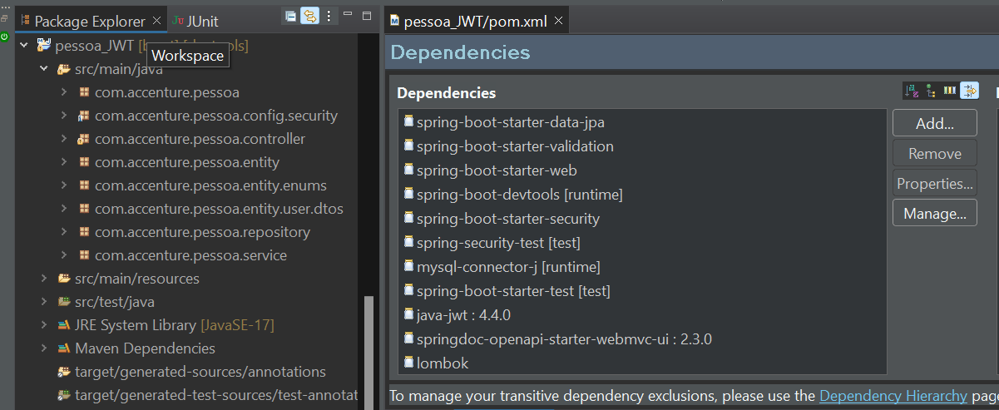 Package Explorer
JUnit
pessoa_JWT
Workspace
src/main/java
com.accenture.pessoa
com.accenture.pessoa.config.security
com.accenture.pessoa.controller
com.accenture.pessoa.entity
com.accenture.pessoa.entity.enums
com.accenture.pessoa.entity.user.dtos
com.accenture.pessoa.repository
com.accenture.pessoa.service
src/main/resources
src/test/java
JRE System Library [JavaSE-17]
Maven Dependencies
target/generated-sources/annotations
target/generated-test-sources/test-annotat
pessoa_JWT/pom.xml
Dependencies
Dependencies
spring-boot-starter-data-jpa
spring-boot-starter-validation
spring-boot-starter-web
spring-boot-devtools [runtime]
spring-boot-starter-security
spring-security-test [test]
mysql-connector-j [runtime]
spring-boot-starter-test [test]
java-jwt : 4.4.0
springdoc-openapi-starter-webmvc-ui : 2.3.0
lombok
Add...
Remove
Properties...
Manage...
To manage your transitive dependency exclusions, please use the Dependency Hierarchy page